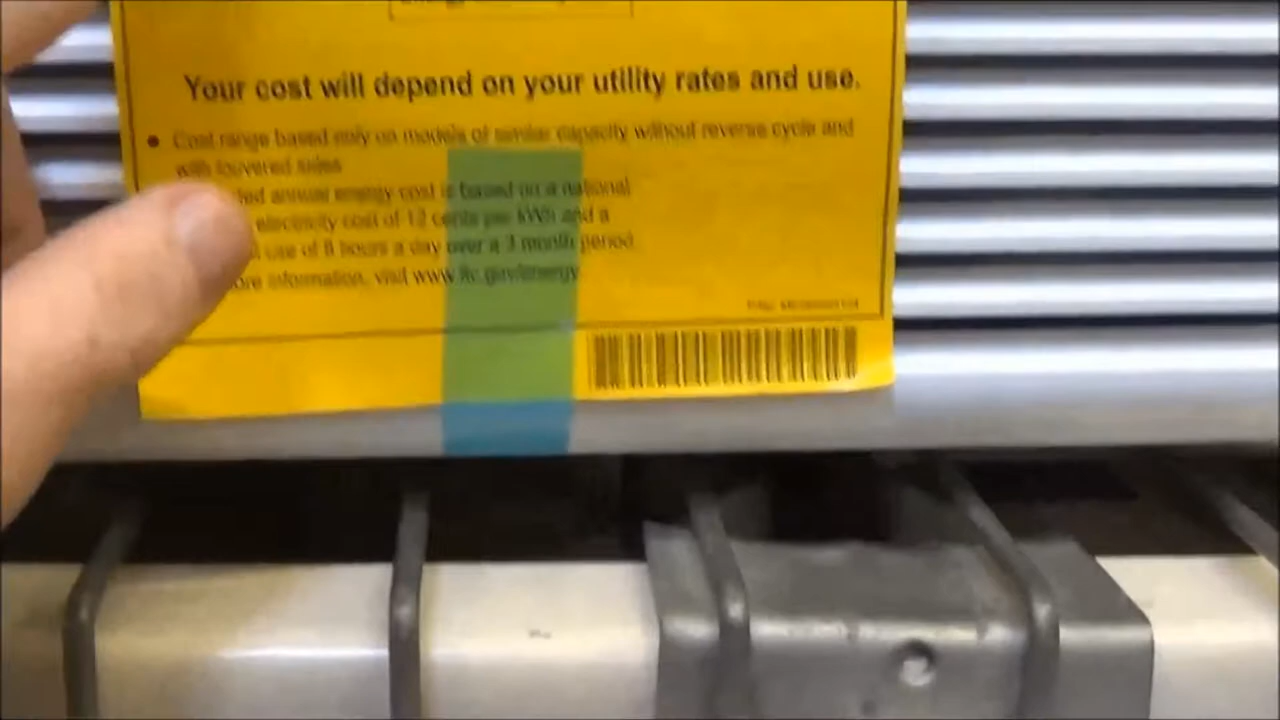 Your cost will depend on your utility rates and use.
• Cost range based only on models of similar capacity without reverse cycle and
with louvered sides
annual energy cost is based on a national
electricity cost of 12 cents per kWh and a
use of 8 hours a day over a 3 month period.
information, visit www.ftc.gov/energy